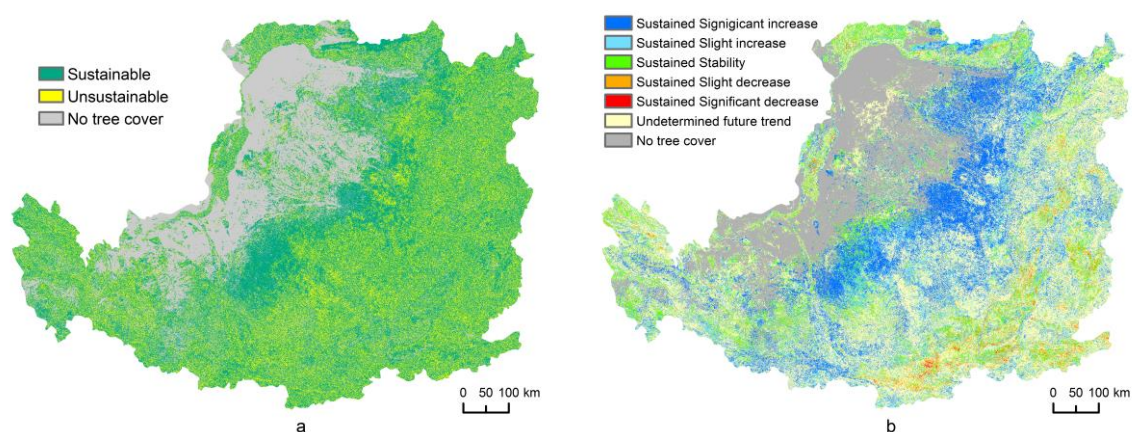 Sustainable
Unsustainable
No tree cover
0 50 100 km
a
Sustained Signigicant increase
Sustained Slight increase
Sustained Stability
Sustained Slight decrease
Sustained Significant decrease
Undetermined future trend
No tree cover
0 50 100 km
b